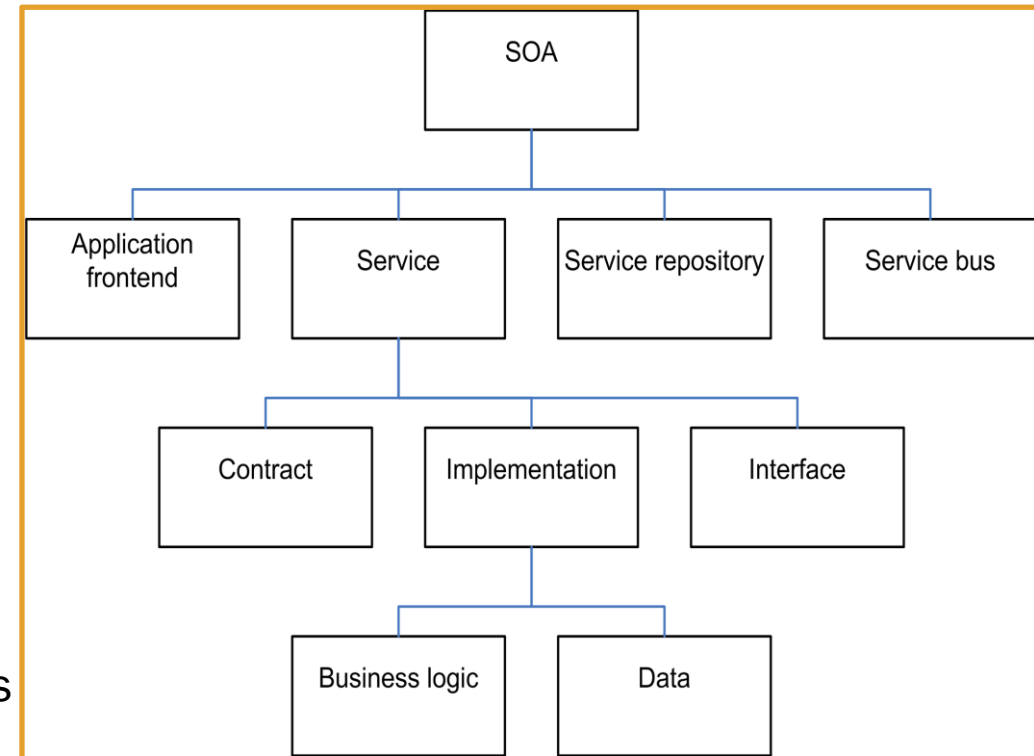 SOA
Application
frontend
Service
Service repository
Service bus
Contract
Implementation
Interface
Business logic
Data
s